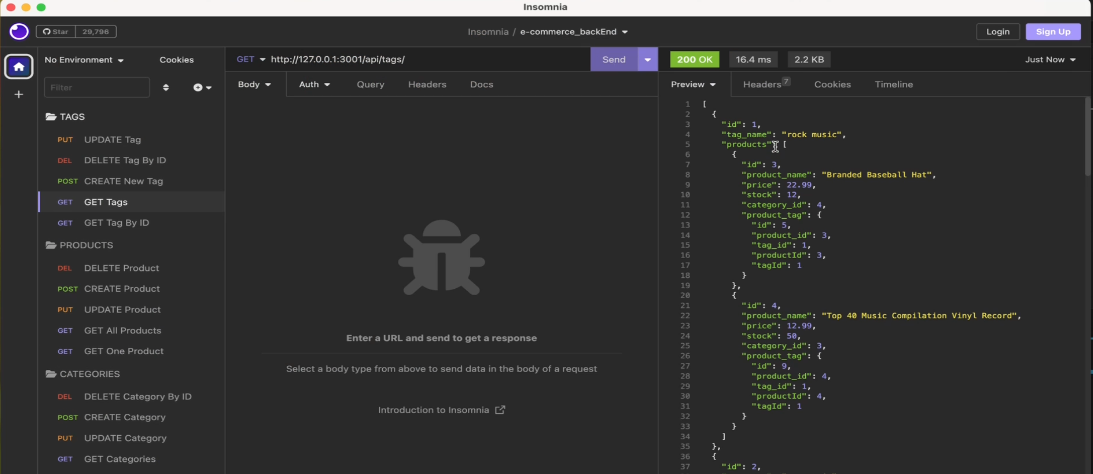 Insomnia
Star 29,796
Insomnia / e-commerce_backEnd
Login
Sign Up
No Environment
Cookies
Filter
TAGS
PUT UPDATE Tag
DEL DELETE Tag By ID
POST CREATE New Tag
GET GET Tags
GET GET Tag By ID
PRODUCTS
DEL DELETE Product
POST CREATE Product
PUT UPDATE Product
GET GET All Products
GET GET One Product
CATEGORIES
DEL DELETE Category By ID
POST CREATE Category
PUT UPDATE Category
GET GET Categories
GET http://127.0.0.1:3001/api/tags/ Send
Body Auth Query Headers Docs
Enter a URL and send to get a response
Select a body type from above to send data in the body of a request
Introduction to Insomnia
200 OK 16.4 ms 2.2 KB Just Now
Preview Headers 7 Cookies Timeline
1 [
2 {
3 "id": 1,
4 "tag_name": "rock music",
5 "products": [
6 {
7 "id": 3,
8 "product_name": "Branded Baseball Hat",
9 "price": 22.99,
10 "stock": 12,
11 "category_id": 4,
12 "product_tag": {
13 "id": 5,
14 "product_id": 3,
15 "tag_id": 1,
16 "productId": 3,
17 "tagId": 1
18 }
19 },
20 {
21 "id": 4,
22 "product_name": "Top 40 Music Compilation Vinyl Record",
23 "price": 12.99,
24 "stock": 50,
25 "category_id": 3,
26 "product_tag": {
27 "id": 9,
28 "product_id": 4,
29 "tag_id": 1,
30 "productId": 4,
31 "tagId": 1
32 }
33 }
34 ]
35 },
36 {
37 "id": 2,